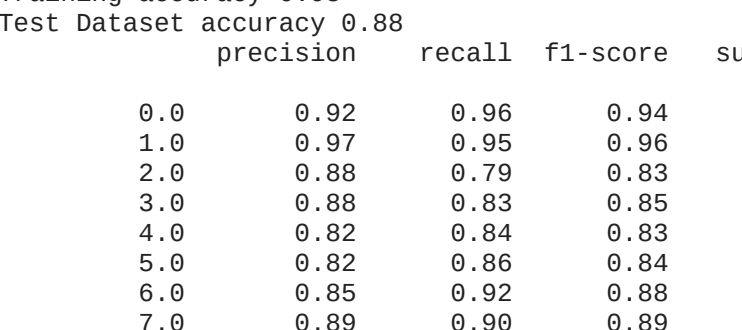 Test Dataset accuracy 0.88
precision recall f1-score
0.0 0.92 0.96 0.94
1.0 0.97 0.95 0.96
2.0 0.88 0.79 0.83
3.0 0.88 0.83 0.85
4.0 0.82 0.84 0.83
5.0 0.82 0.86 0.84
6.0 0.85 0.92 0.88
7.0 0.89 0.90 0.89